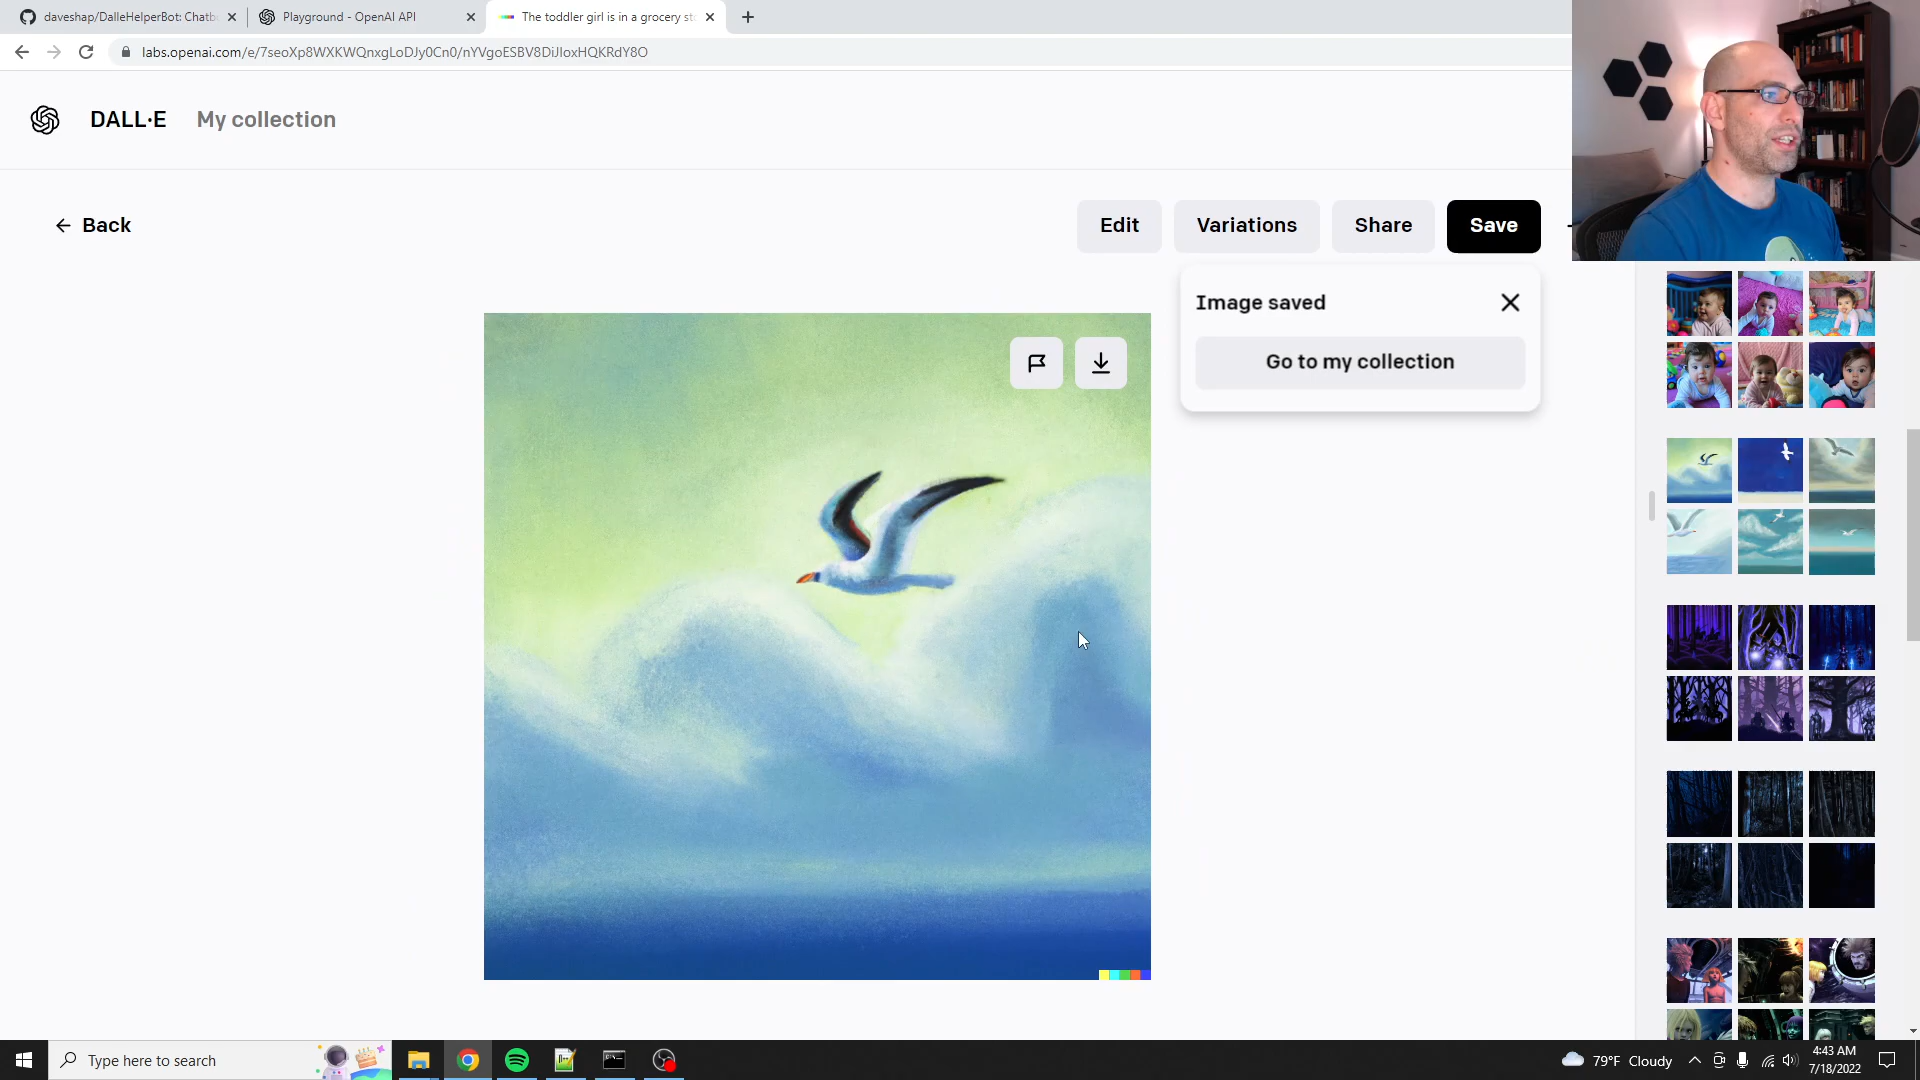 daveshap/DalleHelperBot: Chatb
Playground - OpenAI API
The toddler girl is in a grocery st
labs.openai.com/e/7seoXp8WXKWQnxgLoDJy0Cn0/nYVgoESBV8DiJIoxHQKRdY8O
DALL·E
My collection
Back
Edit
Variations
Share
Save
Image saved
Go to my collection
Type here to search
79°F Cloudy
4:43 AM
7/18/2022